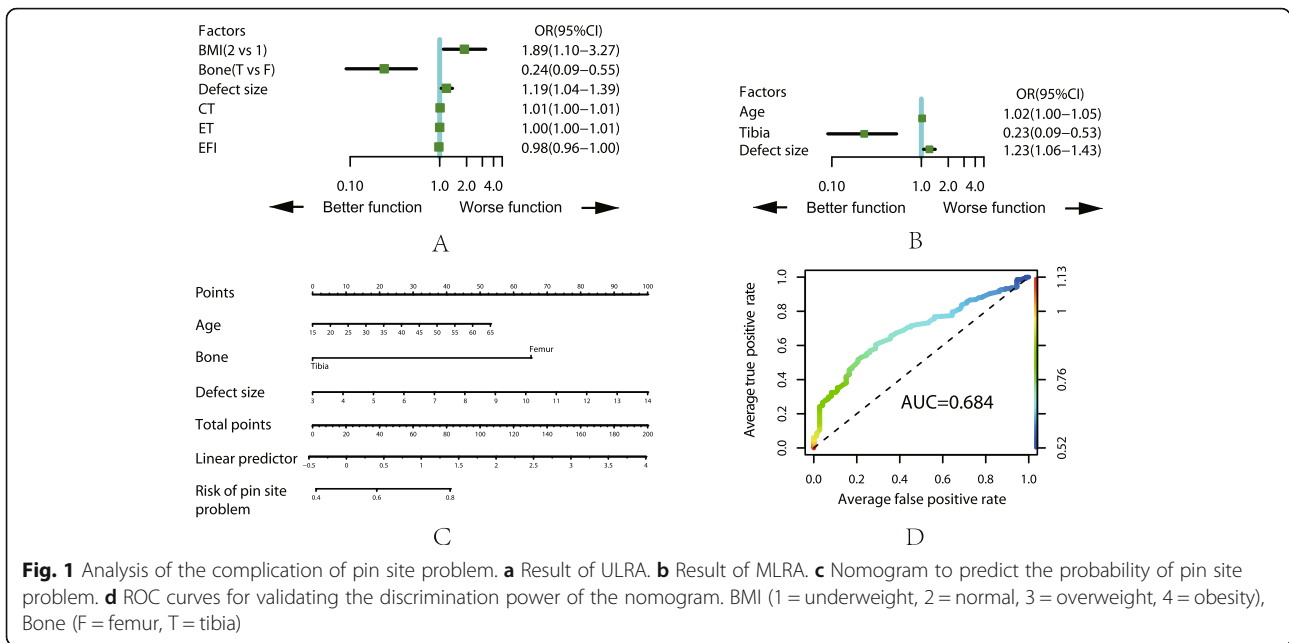 Factors OR(95%CI)
BMI(2 vs 1) 1.89(1.10−3.27)
Bone(T vs F) 0.24(0.09−0.55)
Defect size 1.19(1.04−1.39)
CT 1.01(1.00−1.01)
ET 1.00(1.00−1.01)
EFI 0.98(0.96−1.00)
0.10 1.0 2.0 4.0
Better function Worse function
A
Factors OR(95%CI)
Age 1.02(1.00−1.05)
Tibia 0.23(0.09−0.53)
Defect size 1.23(1.06−1.43)
0.10 1.0 2.0 4.0
Better function Worse function
B
Points 0 10 20 30 40 50 60 70 80 90 100
Age 15 20 25 30 35 40 45 50 55 60 65
Bone Tibia Femur
Defect size 3 4 5 6 7 8 9 10 11 12 13 14
Total points 0 20 40 60 80 100 120 140 160 180 200
Linear predictor −0.5 0 0.5 1 1.5 2 2.5 3 3.5 4
Risk of pin site
problem 0.4 0.6 0.8
C
Average true positive rate
0.0 0.2 0.4 0.6 0.8 1.0
AUC=0.684
0.0 0.2 0.4 0.6 0.8 1.0
Average false positive rate
0.52 0.76 1 1.13
D
Fig. 1 Analysis of the complication of pin site problem. a Result of ULRA. b Result of MLRA. c Nomogram to predict the probability of pin site
problem. d ROC curves for validating the discrimination power of the nomogram. BMI (1 = underweight, 2 = normal, 3 = overweight, 4 = obesity),
Bone (F = femur, T = tibia)